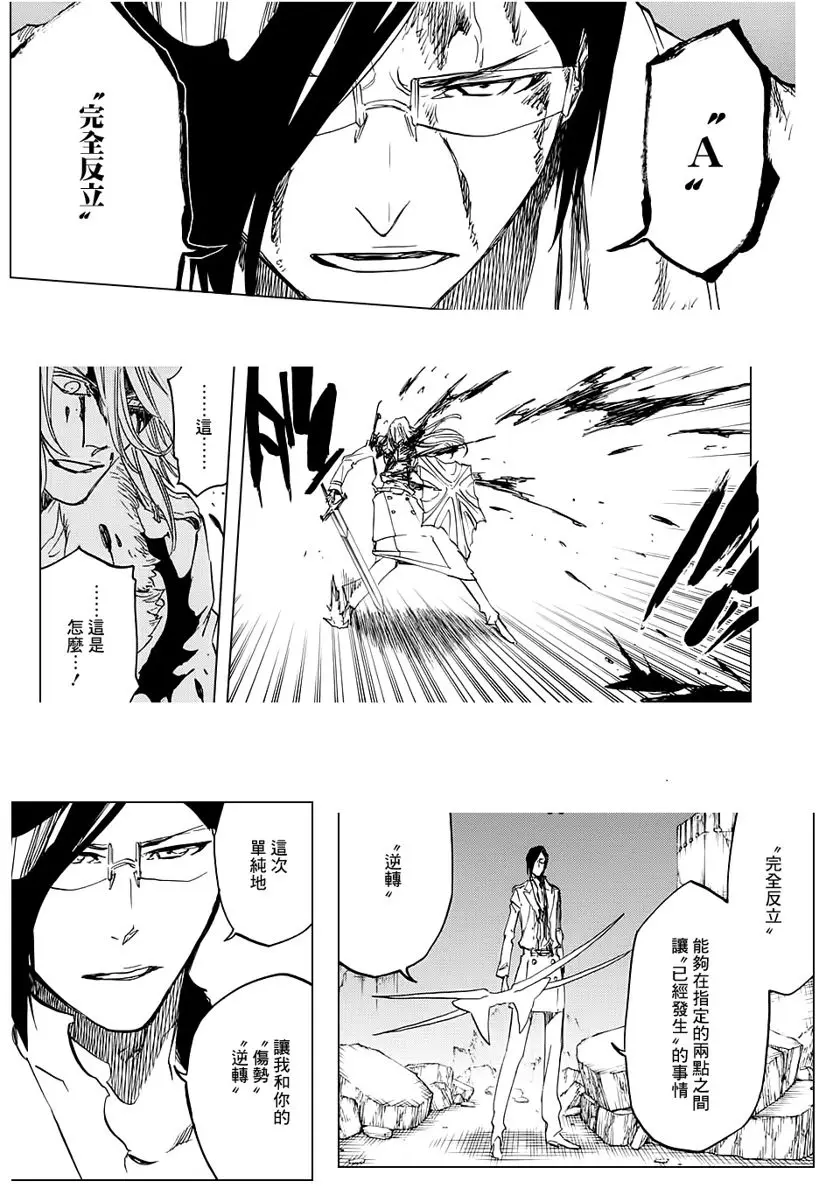 “A”
“完全反立”
……這……
……這是
怎麼…！
“完全反立”
能夠在指定的兩點之間
讓“已經發生”的事情
“逆轉”
這次
單純地
讓我和你的
“傷勢”
“逆轉”